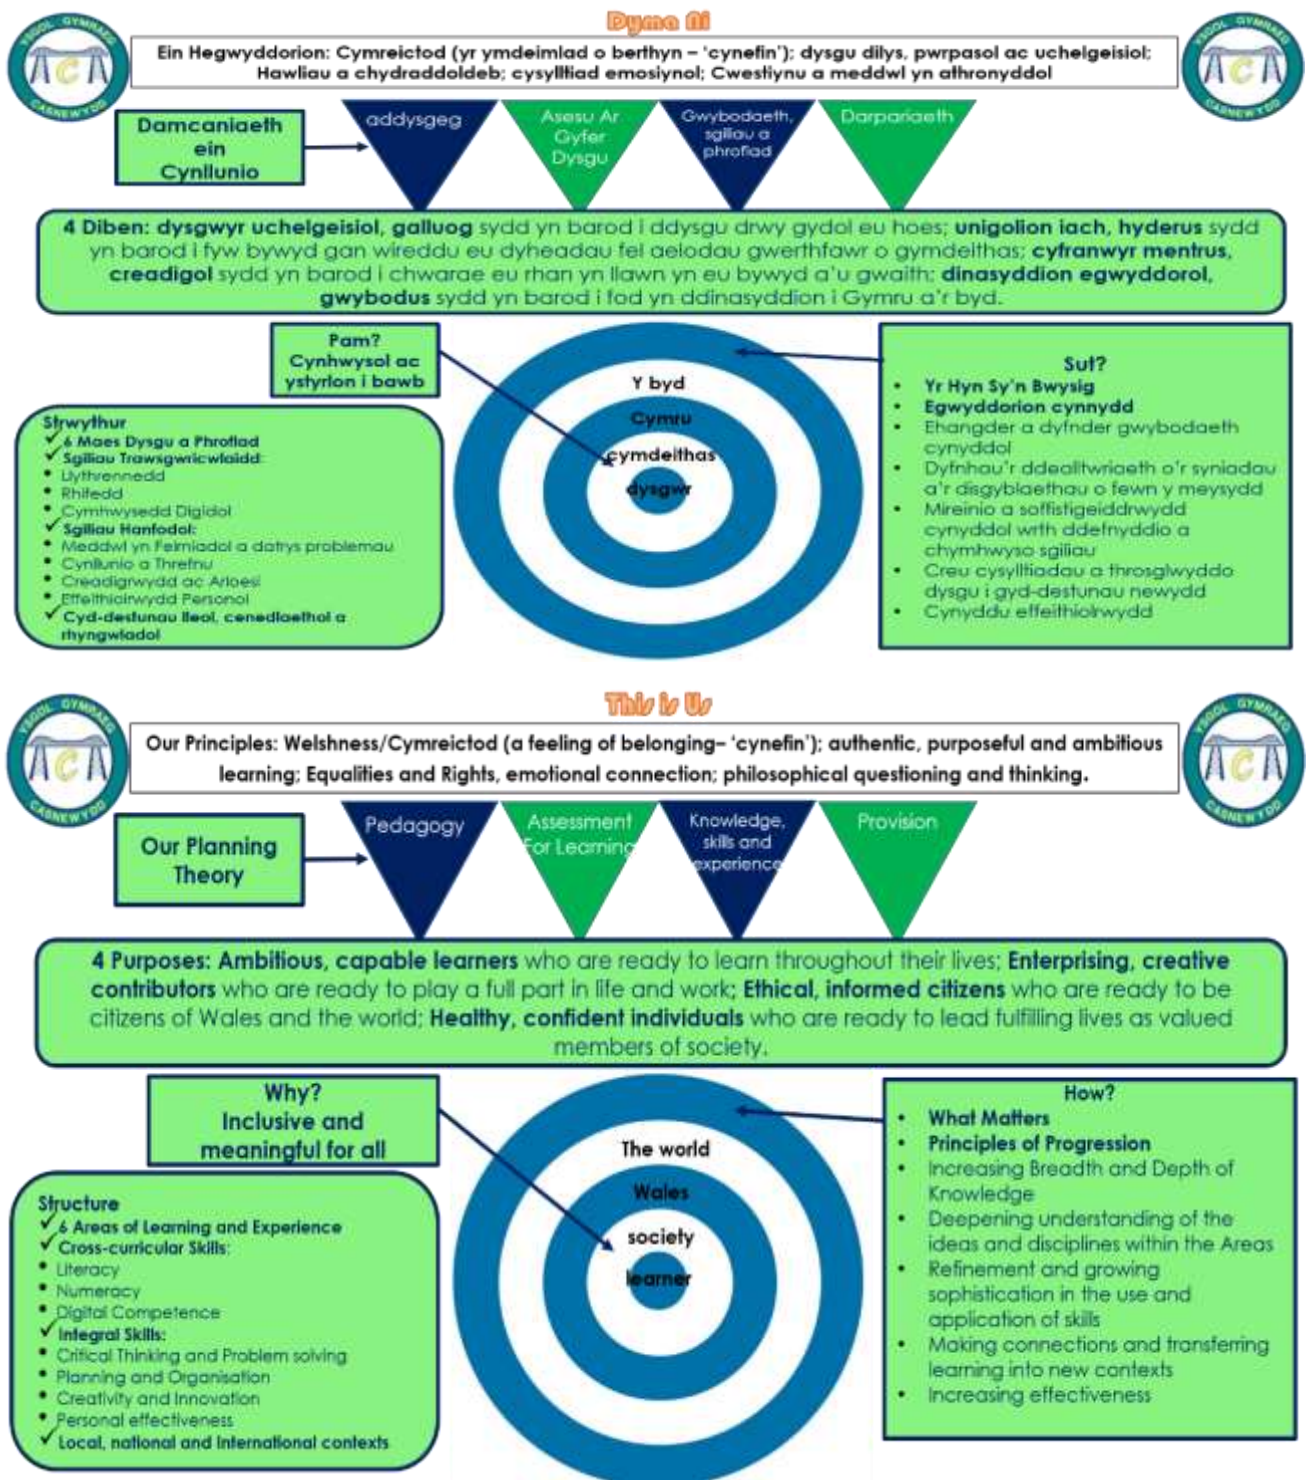 Dyma Ni
YSGOL GYMRAEG
CASNEWYDD
Ein Hegwyddorion: Cymreictod (yr ymdeimlad o berthyn – ‘cynefin’); dysgu dilys, pwrpasol ac uchelgeisiol;
Hawliau a chydraddoldeb; cysylltiad emosiynol; Cwestiynu a meddwl yn athronyddol
YSGOL GYMRAEG
CASNEWYDD
Damcaniaeth
ein
Cynllunio
addysgeg
Asesu Ar
Gyfer
Dysgu
Gwybodaeth,
sgiliau a
phrofiad
Darpariaeth
4 Diben: dysgwyr uchelgeisiol, galluog sydd yn barod i ddysgu drwy gydol eu hoes; unigolion iach, hyderus sydd
yn barod i fyw bywyd gan wireddu eu dyheadau fel aelodau gwerthfawr o gymdeithas; cyfranwyr mentrus,
creadigol sydd yn barod i chwarae eu rhan yn llawn yn eu bywyd a’u gwaith; dinasyddion egwyddorol,
gwybodus sydd yn barod i fod yn ddinasyddion i Gymru a’r byd.
Pam?
Cynhwysol ac
ystyrlon i bawb
Strwythur
✓ 6 Maes Dysgu a Phrofiad
✓ Sgiliau Trawsgwricwlaidd:
• Llythrennedd
• Rhifedd
• Cymhwysedd Digidol
✓ Sgiliau Hanfodol:
• Meddwl yn Feirniadol a datrys problemau
• Cynllunio a Threfnu
• Creadigrwydd ac Arloesi
• Effeithiolrwydd Personol
✓ Cyd-destunau lleol, cenedlaethol a
rhyngwladol
Y byd
Cymru
cymdeithas
dysgwr
Sut?
• Yr Hyn Sy’n Bwysig
• Egwyddorion cynnydd
• Ehangder a dyfnder gwybodaeth
cynyddol
• Dyfnhau’r ddealltwriaeth o’r syniadau
a’r disgyblaethau o fewn y meysydd
• Mireinio a soffistigeiddrwydd
cynyddol wrth ddefnyddio a
chymhwyso sgiliau
• Creu cysylltiadau a throsglwyddo
dysgu i gyd-destunau newydd
• Cynyddu effeithiolrwydd
This is Us
YSGOL GYMRAEG
CASNEWYDD
Our Principles: Welshness/Cymreictod (a feeling of belonging– ‘cynefin’); authentic, purposeful and ambitious
learning; Equalities and Rights, emotional connection; philosophical questioning and thinking.
YSGOL GYMRAEG
CASNEWYDD
Our Planning
Theory
Pedagogy
Assessment
For Learning
Knowledge,
skills and
experience
Provision
4 Purposes: Ambitious, capable learners who are ready to learn throughout their lives; Enterprising, creative
contributors who are ready to play a full part in life and work; Ethical, informed citizens who are ready to be
citizens of Wales and the world; Healthy, confident individuals who are ready to lead fulfilling lives as valued
members of society.
Why?
Inclusive and
meaningful for all
Structure
✓ 6 Areas of Learning and Experience
✓ Cross-curricular Skills:
• Literacy
• Numeracy
• Digital Competence
✓ Integral Skills:
• Critical Thinking and Problem solving
• Planning and Organisation
• Creativity and Innovation
• Personal effectiveness
✓ Local, national and International contexts
The world
Wales
society
learner
How?
• What Matters
• Principles of Progression
• Increasing Breadth and Depth of
Knowledge
• Deepening understanding of the
ideas and disciplines within the Areas
• Refinement and growing
sophistication in the use and
application of skills
• Making connections and transferring
learning into new contexts
• Increasing effectiveness